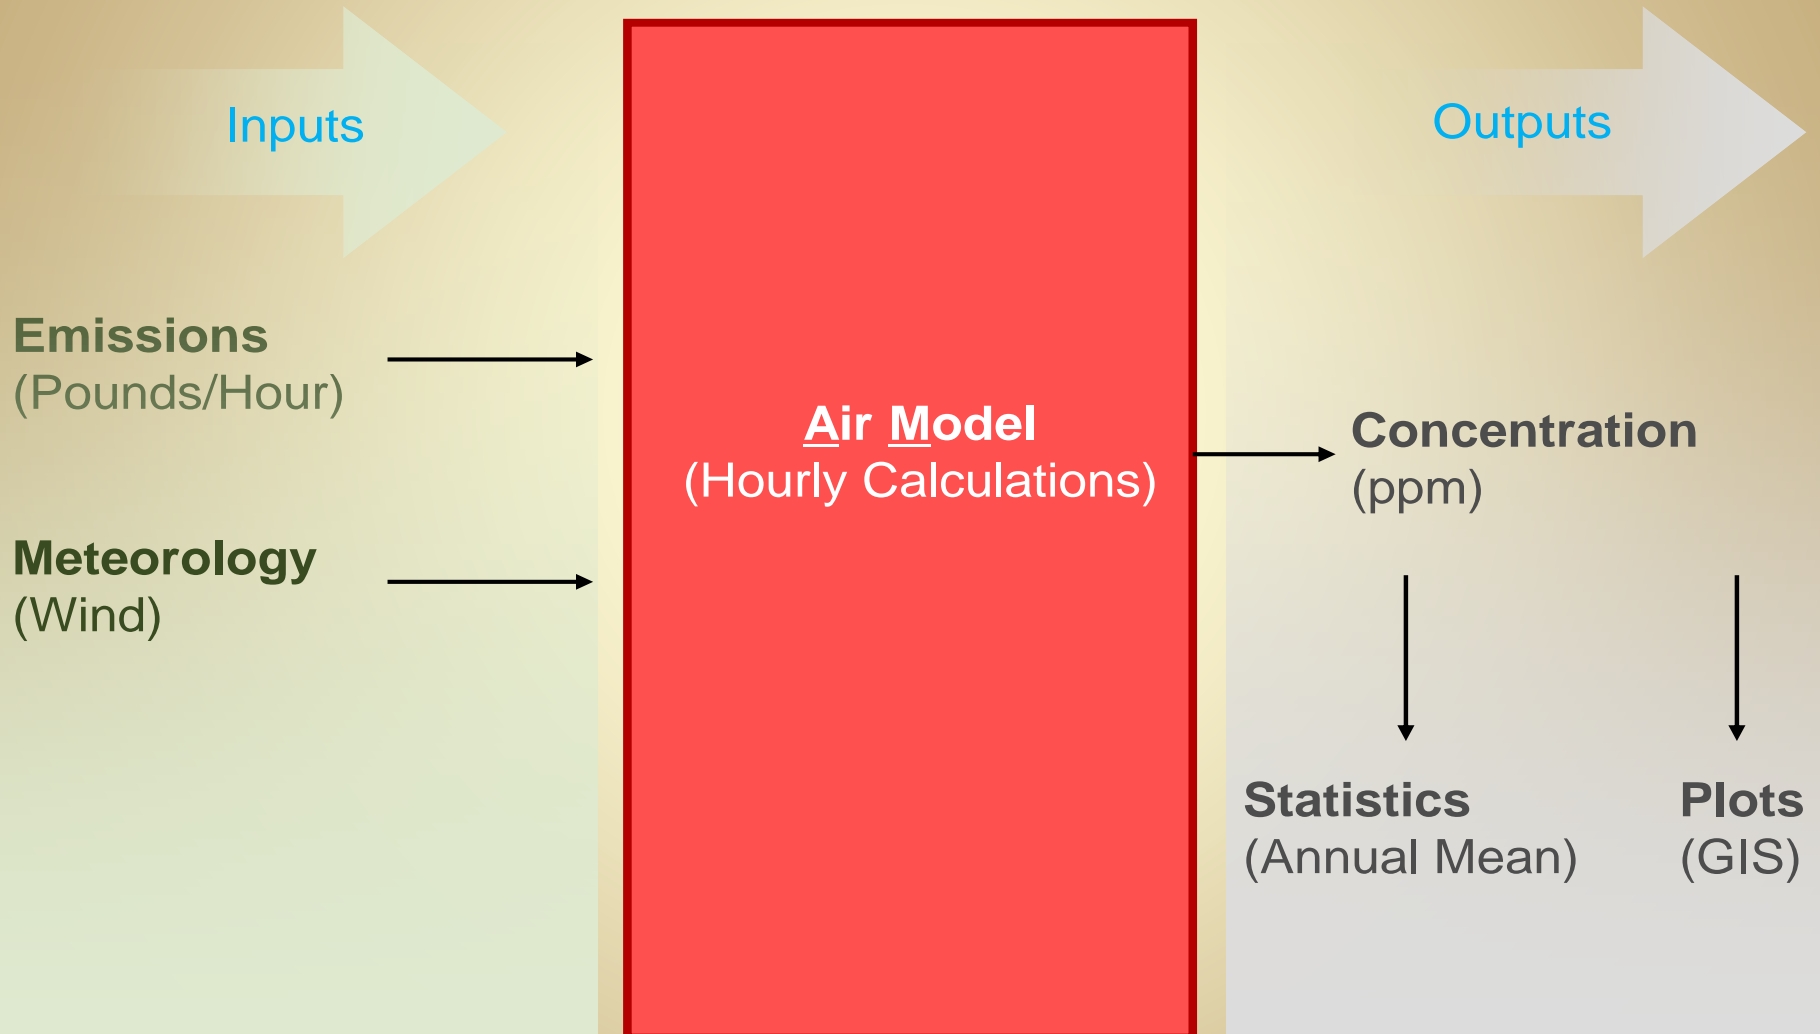 Inputs
Outputs
Emissions
(Pounds/Hour)
Meteorology
(Wind)
Air Model
(Hourly Calculations)
Concentration
(ppm)
Statistics
(Annual Mean)
Plots
(GIS)